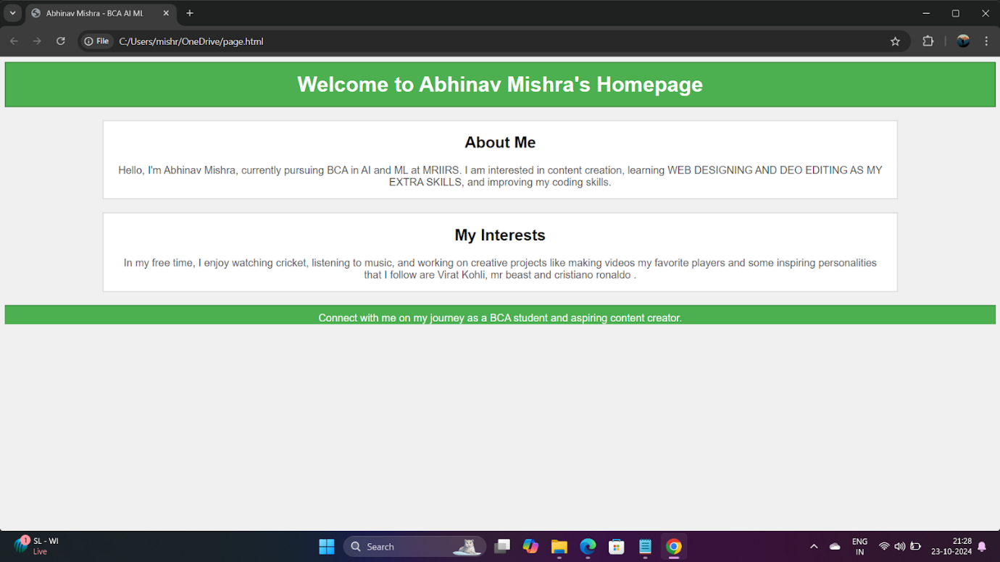 Abhinav Mishra - BCA AI ML
File C:/Users/mishr/OneDrive/page.html
Welcome to Abhinav Mishra's Homepage
About Me
Hello, I'm Abhinav Mishra, currently pursuing BCA in AI and ML at MRIIRS. I am interested in content creation, learning WEB DESIGNING AND DEO EDITING AS MY
EXTRA SKILLS, and improving my coding skills.
My Interests
In my free time, I enjoy watching cricket, listening to music, and working on creative projects like making videos my favorite players and some inspiring personalities
that I follow are Virat Kohli, mr beast and cristiano ronaldo .
Connect with me on my journey as a BCA student and aspiring content creator.
1
SL - WI
Live
Search
ENG
IN
21:28
23-10-2024